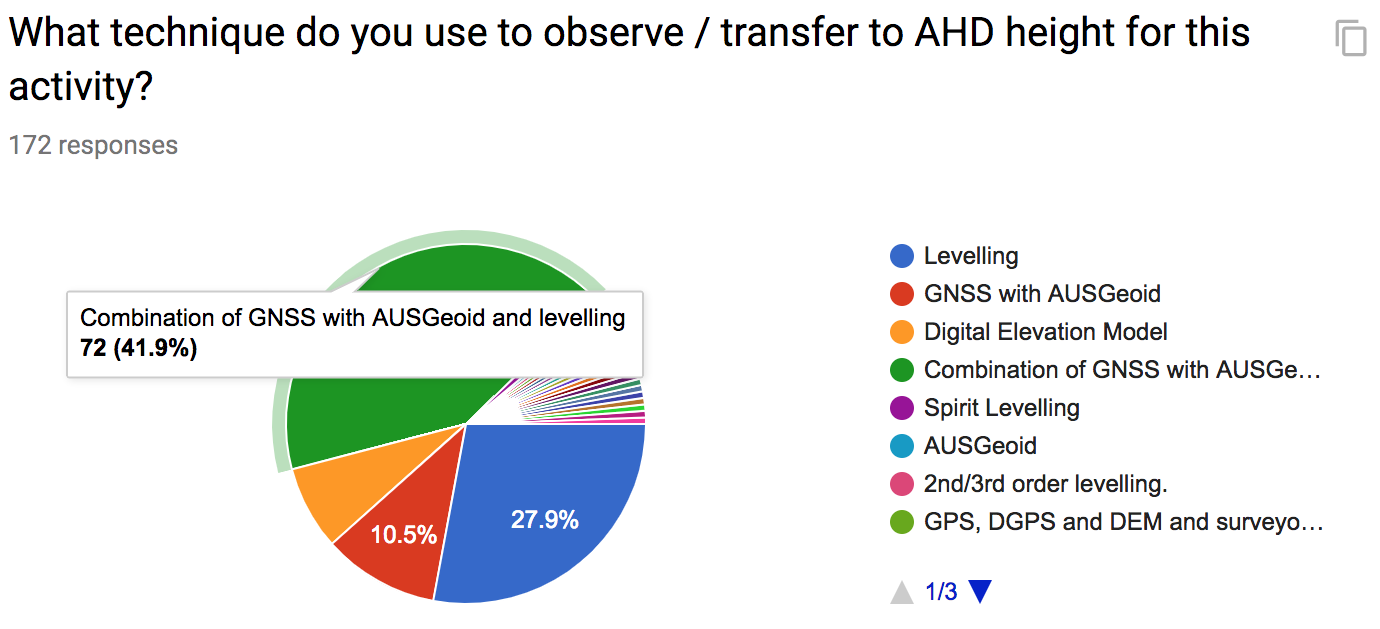 What technique do you use to observe / transfer to AHD height for this
activity?
172 responses
Combination of GNSS with AUSGeoid and levelling
72 (41.9%)
10.5%
27.9%
Levelling
GNSS with AUSGeoid
Digital Elevation Model
Combination of GNSS with AUSGe...
Spirit Levelling
AUSGeoid
2nd/3rd order levelling.
GPS, DGPS and DEM and surveyo...
1/3